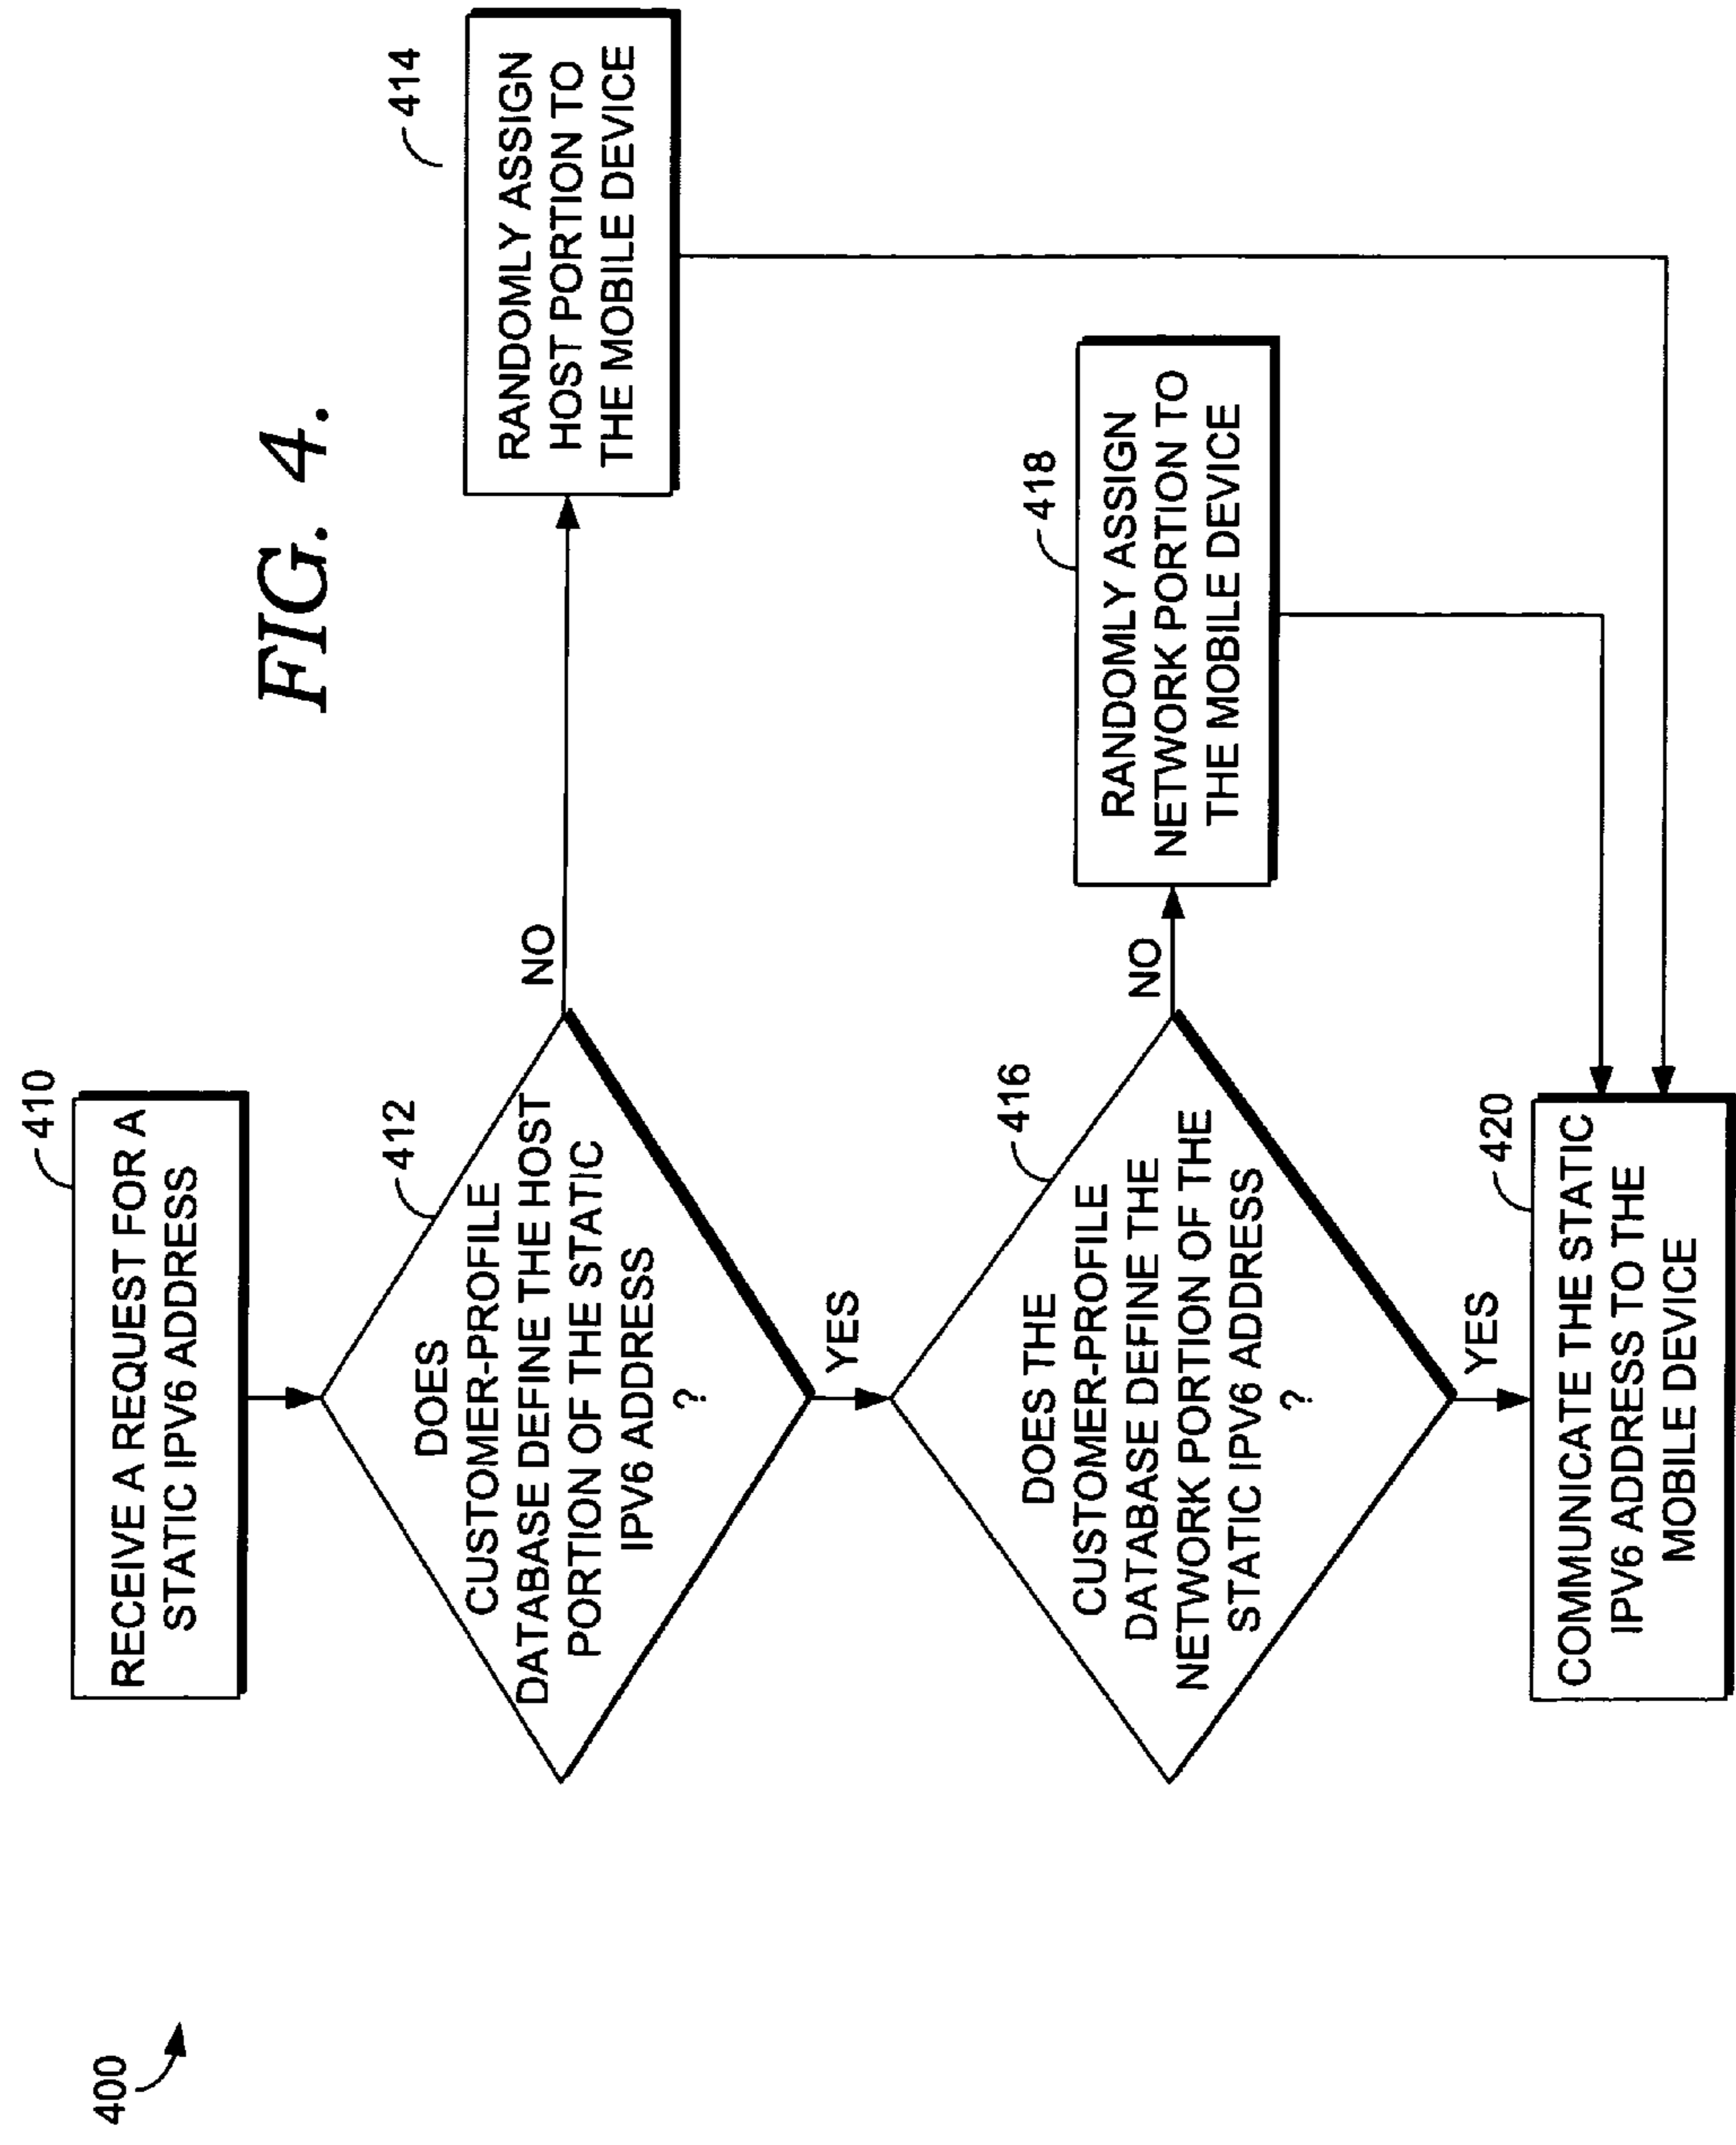 400
FIG. 4.
410
RECEIVE A REQUEST FOR A
STATIC IPV6 ADDRESS
412
DOES
CUSTOMER-PROFILE
DATABASE DEFINE THE HOST
PORTION OF THE STATIC
IPV6 ADDRESS
?
NO
414
RANDOMLY ASSIGN
HOST PORTION TO
THE MOBILE DEVICE
YES
416
DOES THE
CUSTOMER-PROFILE
DATABASE DEFINE THE
NETWORK PORTION OF THE
STATIC IPV6 ADDRESS
?
NO
418
RANDOMLY ASSIGN
NETWORK PORTION TO
THE MOBILE DEVICE
YES
420
COMMUNICATE THE STATIC
IPV6 ADDRESS TO THE
MOBILE DEVICE